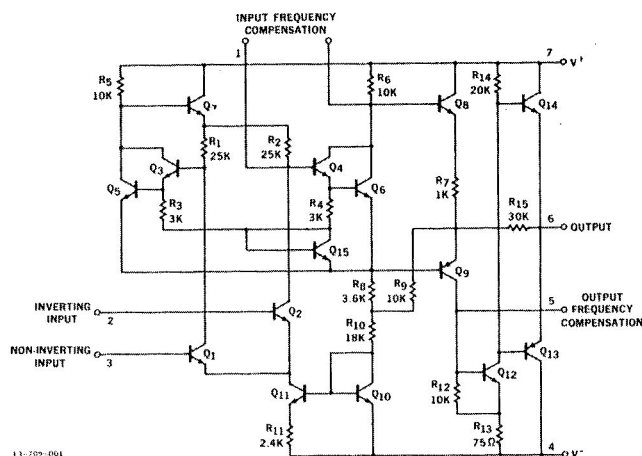 INPUT FREQUENCY
COMPENSATION
1
7
V+
R5
10K
R6
10K
R14
20K
Q7
Q8
Q14
R1
25K
R2
25K
Q3
Q4
Q5
Q6
R7
1K
R3
3K
R4
3K
R15
30K
6
OUTPUT
Q15
Q9
R8
3.6K
R9
10K
INVERTING
INPUT
2
Q2
5
OUTPUT
FREQUENCY
COMPENSATION
R10
18K
NON-INVERTING
INPUT
3
Q1
Q12
Q13
Q11
Q10
R12
10K
R11
2.4K
R13
75Ω
4
V-